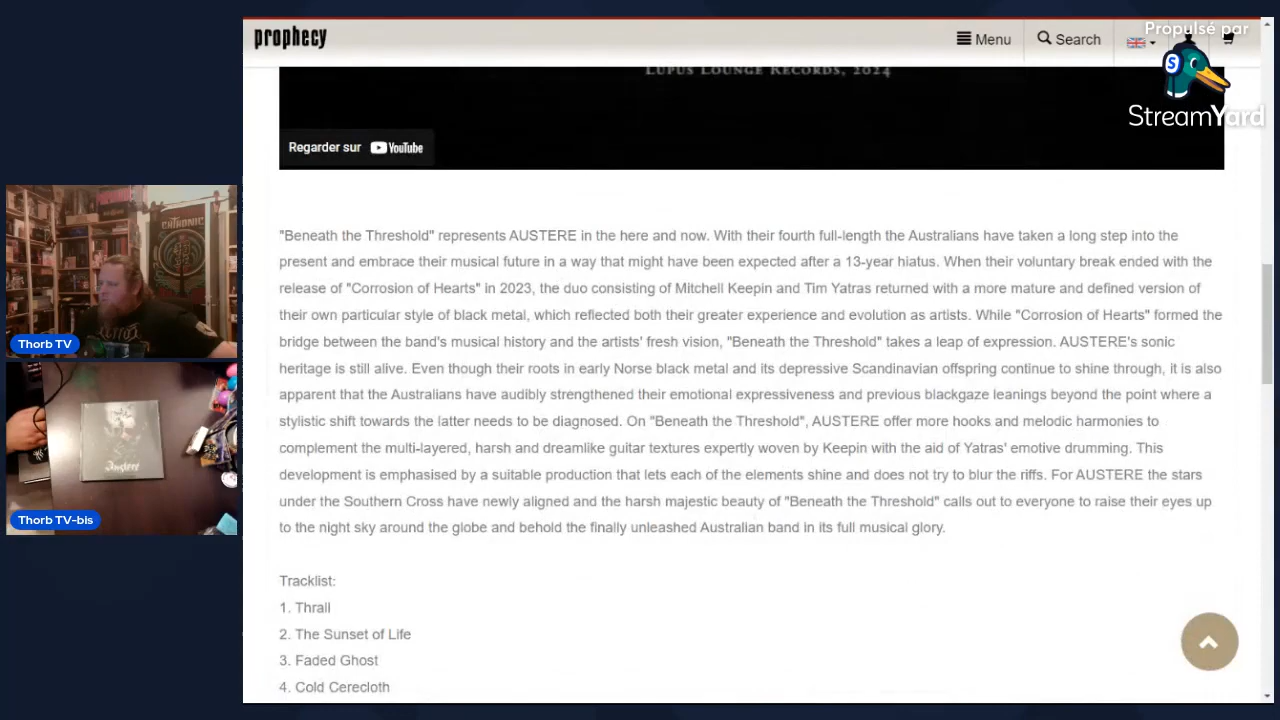 prophecy
Menu
Search
Propulsé par
StreamYard
Lupus Lounge Records, 2024
Regarder sur YouTube
"Beneath the Threshold" represents AUSTERE in the here and now. With their fourth full-length the Australians have taken a long step into the
present and embrace their musical future in a way that might have been expected after a 13-year hiatus. When their voluntary break ended with the
release of "Corrosion of Hearts" in 2023, the duo consisting of Mitchell Keepin and Tim Yatras returned with a more mature and defined version of
their own particular style of black metal, which reflected both their greater experience and evolution as artists. While "Corrosion of Hearts" formed the
bridge between the band's musical history and the artists' fresh vision, "Beneath the Threshold" takes a leap of expression. AUSTERE's sonic
heritage is still alive. Even though their roots in early Norse black metal and its depressive Scandinavian offspring continue to shine through, it is also
apparent that the Australians have audibly strengthened their emotional expressiveness and previous blackgaze leanings beyond the point where a
stylistic shift towards the latter needs to be diagnosed. On "Beneath the Threshold", AUSTERE offer more hooks and melodic harmonies to
complement the multi-layered, harsh and dreamlike guitar textures expertly woven by Keepin with the aid of Yatras' emotive drumming. This
development is emphasised by a suitable production that lets each of the elements shine and does not try to blur the riffs. For AUSTERE the stars
under the Southern Cross have newly aligned and the harsh majestic beauty of "Beneath the Threshold" calls out to everyone to raise their eyes up
to the night sky around the globe and behold the finally unleashed Australian band in its full musical glory.
Tracklist:
1. Thrall
2. The Sunset of Life
3. Faded Ghost
4. Cold Cerecloth
Thorb TV
Austere
Thorb TV-bis